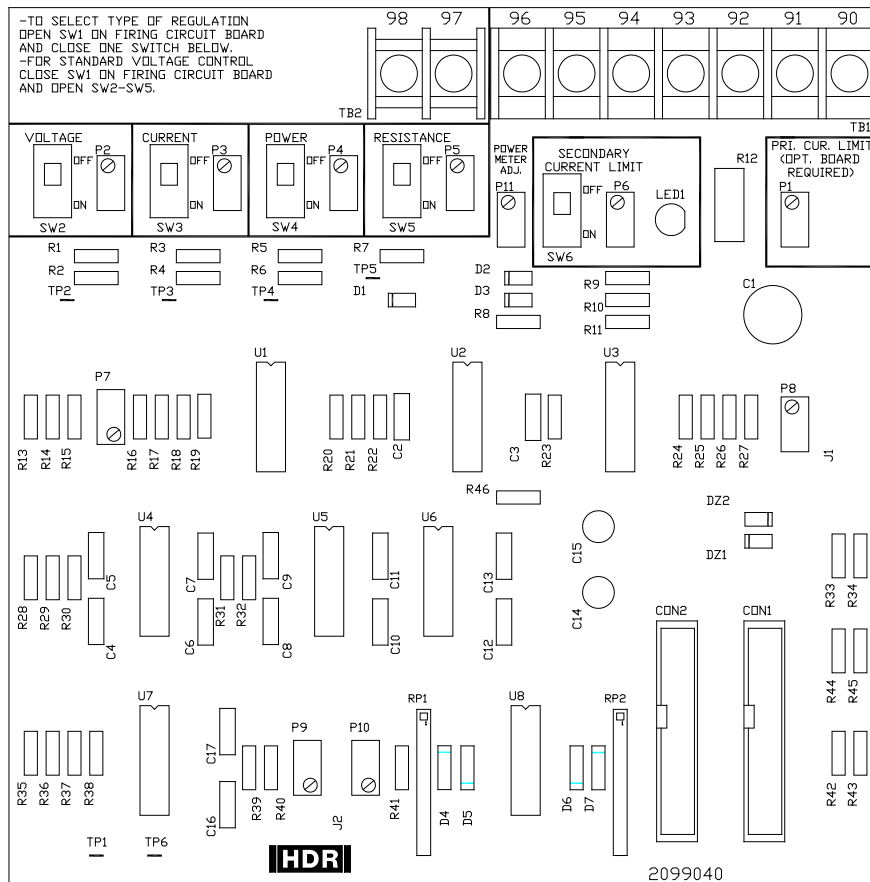 -TO SELECT TYPE OF REGULATION
OPEN SW1 ON FIRING CIRCUIT BOARD
AND CLOSE ONE SWITCH BELOW.
-FOR STANDARD VOLTAGE CONTROL
CLOSE SW1 ON FIRING CIRCUIT BOARD
AND OPEN SW2-SW5.
98 97 96 95 94 93 92 91 90
TB2
TB1
VOLTAGE
P2
OFF
ON
SW2
CURRENT
P3
OFF
ON
SW3
POWER
P4
OFF
ON
SW4
RESISTANCE
P5
OFF
ON
SW5
POWER
METER
ADJ.
P11
SECONDARY
CURRENT LIMIT
OFF
P6
LED1
ON
SW6
R12
PRI. CUR. LIMIT
(OPT. BOARD
REQUIRED)
P1
R1 R3 R5 R7
R2 R4 R6 TP5
TP2 TP3 TP4 D1
D2
D3
R8
R9
R10
R11
C1
U1 U2 U3
P7 P8
R13 R14 R15 R16 R17 R18 R19 R20 R21 R22 C2 C3 R23 R24 R25 R26 R27 J1
R46
DZ2
DZ1
U4 U5 U6
C5 C7 C9 C11 C13 C15
R28 R29 R30 C4 C6 R31 R32 C8 C10 C12 C14 R33 R34
CON2 CON1
R44 R45
U7 P9 P10 RP1 U8 RP2
C17
R35 R36 R37 R38 C16 R39 R40 J2 R41 D4 D5 D6 D7 R42 R43
TP1 TP6
HDR
2099040